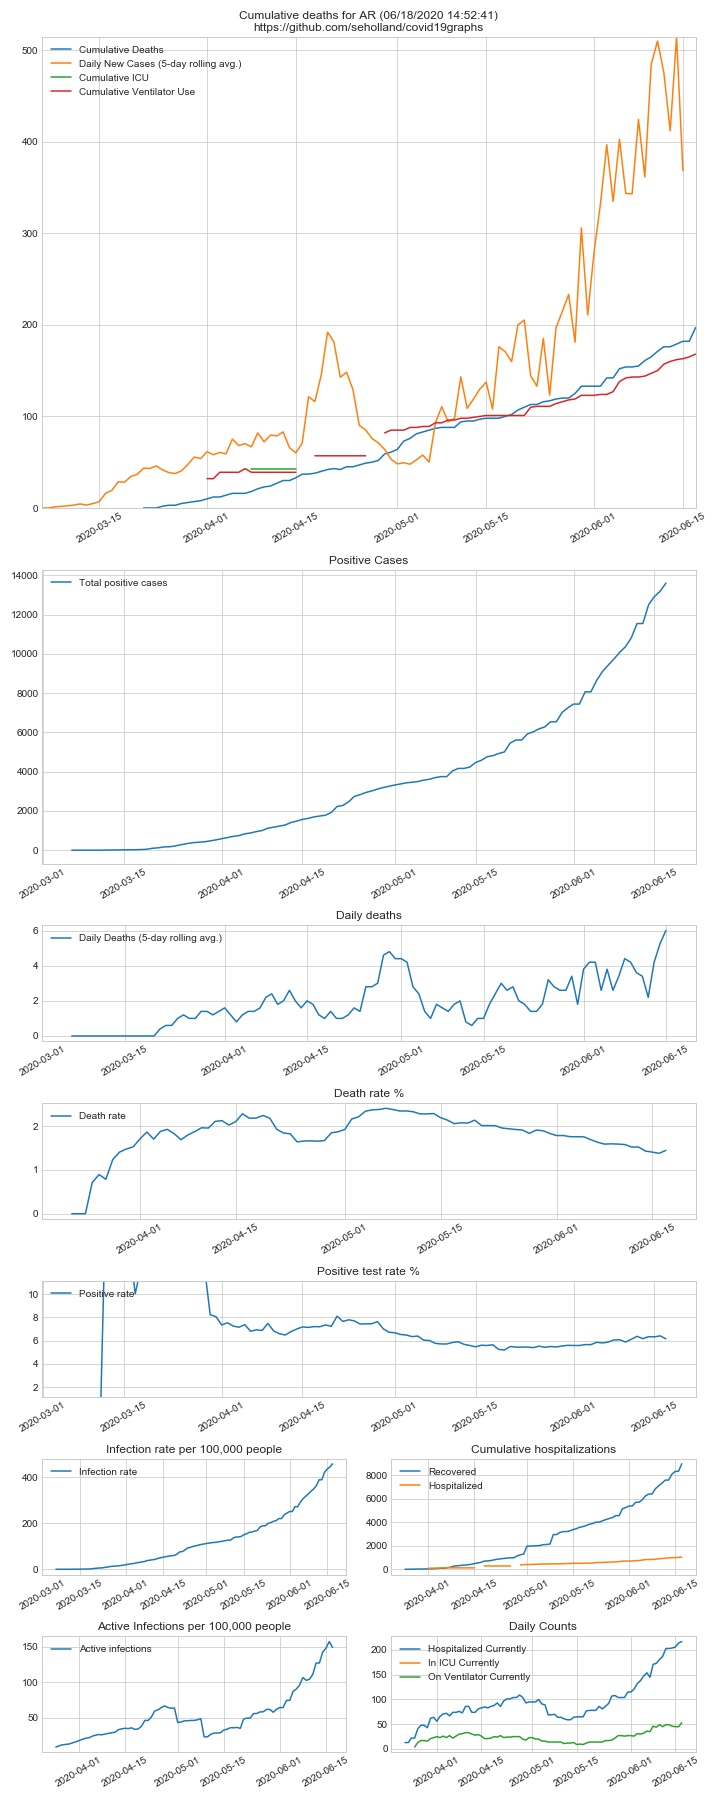 Cumulative deaths for AR (06/18/2020 14:52:41)
https://github.com/seholland/covid19graphs
Cumulative Deaths
Daily New Cases (5-day rolling avg.)
Cumulative ICU
Cumulative Ventilator Use
500
400
300
200
100
0
2020-03-15 2020-04-01 2020-04-15 2020-05-01 2020-05-15 2020-06-01 2020-06-15
Positive Cases
Total positive cases
14000
12000
10000
8000
6000
4000
2000
0
2020-03-01 2020-03-15 2020-04-01 2020-04-15 2020-05-01 2020-05-15 2020-06-01 2020-06-15
Daily deaths
Daily Deaths (5-day rolling avg.)
6
4
2
0
2020-03-01 2020-03-15 2020-04-01 2020-04-15 2020-05-01 2020-05-15 2020-06-01 2020-06-15
Death rate %
Death rate
2
1
0
2020-04-01 2020-04-15 2020-05-01 2020-05-15 2020-06-01 2020-06-15
Positive test rate %
Positive rate
10
8
6
4
2
2020-03-01 2020-03-15 2020-04-01 2020-04-15 2020-05-01 2020-05-15 2020-06-01 2020-06-15
Infection rate per 100,000 people
Infection rate
400
200
0
2020-03-01 2020-03-15 2020-04-01 2020-04-15 2020-05-01 2020-05-15 2020-06-01 2020-06-15
Cumulative hospitalizations
Recovered
Hospitalized
8000
6000
4000
2000
0
2020-04-01 2020-04-15 2020-05-01 2020-05-15 2020-06-01 2020-06-15
Active Infections per 100,000 people
Active infections
150
100
50
2020-04-01 2020-04-15 2020-05-01 2020-05-15 2020-06-01 2020-06-15
Daily Counts
Hospitalized Currently
In ICU Currently
On Ventilator Currently
200
150
100
50
0
2020-04-01 2020-04-15 2020-05-01 2020-05-15 2020-06-01 2020-06-15